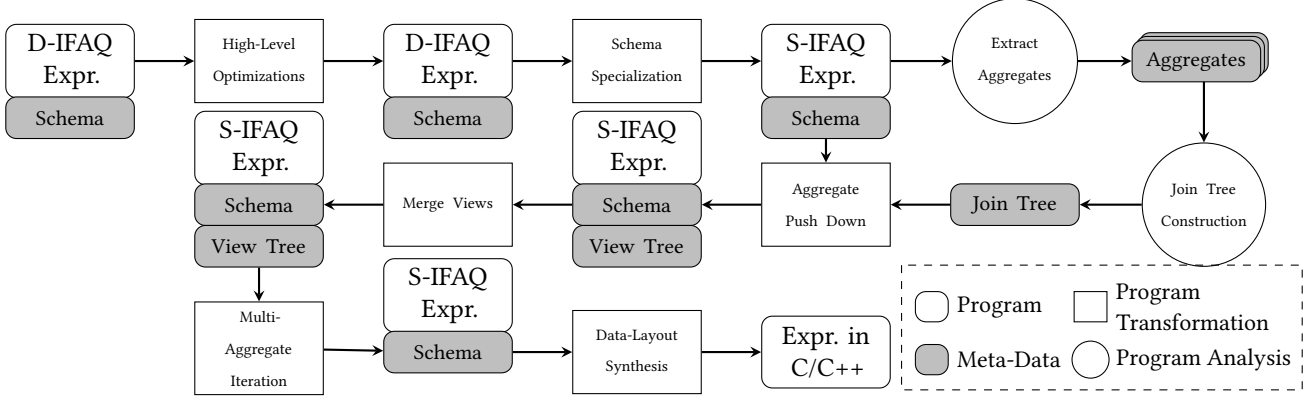 D-IFAQ
Expr.
Schema
High-Level
Optimizations
D-IFAQ
Expr.
Schema
Schema
Specialization
S-IFAQ
Expr.
Schema
Extract
Aggregates
Aggregates
S-IFAQ
Expr.
Schema
View Tree
Merge Views
S-IFAQ
Expr.
Schema
View Tree
Aggregate
Push Down
Join Tree
Join Tree
Construction
Multi-
Aggregate
Iteration
S-IFAQ
Expr.
Schema
Data-Layout
Synthesis
Expr. in
C/C++
Program
Program
Transformation
Meta-Data
Program Analysis